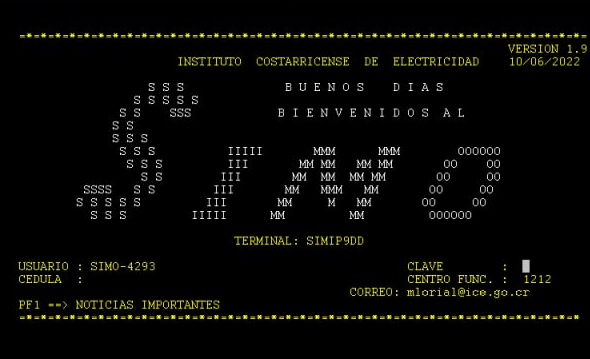 =*=*=*=*=*=*=*=*=*=*=*=*=*=*=*=*=*=*=*=*=*=*=*=*=*=*=*=*=*=*=*=*=*=*=*=*=*=*=*=
VERSION 1.9
INSTITUTO COSTARRICENSE DE ELECTRICIDAD 10/06/2022
S S S B U E N O S D I A S
S S S S S
S S SSS B I E N V E N I D O S A L
S S
S S S
S S S IIIII MMM MMM OOOOOO
S S S III MM MM MM MM OO OO
S S S III MM MM MM MM OO OO
SSSS S S III MM MMM MM OO OO
S S S S S III MM M MM OO OO
S S S IIIII MM MM OOOOOO
TERMINAL: SIMIP9DD
USUARIO : SIMO-4293 CLAVE :
CEDULA : CENTRO FUNC. : 1212
CORREO: mlorial@ice.go.cr
PF1 ==> NOTICIAS IMPORTANTES
=*=*=*=*=*=*=*=*=*=*=*=*=*=*=*=*=*=*=*=*=*=*=*=*=*=*=*=*=*=*=*=*=*=*=*=*=*=*=*